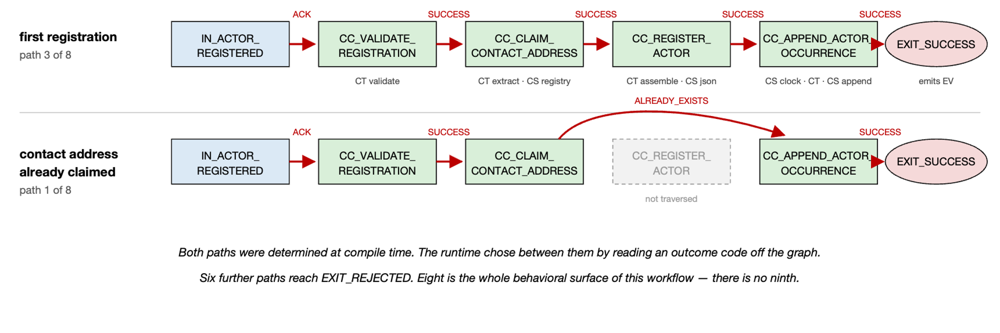 ACK
SUCCESS
SUCCESS
SUCCESS
SUCCESS
first registration
path 3 of 8
IN_ACTOR_
REGISTERED
CC_VALIDATE_
REGISTRATION
CC_CLAIM_
CONTACT_ADDRESS
CC_REGISTER_
ACTOR
CC_APPEND_ACTOR_
OCCURRENCE
EXIT_SUCCESS
CT validate
CT extract · CS registry
CT assemble · CS json
CS clock · CT · CS append
emits EV
ALREADY_EXISTS
ACK
SUCCESS
SUCCESS
contact address
already claimed
path 1 of 8
IN_ACTOR_
REGISTERED
CC_VALIDATE_
REGISTRATION
CC_CLAIM_
CONTACT_ADDRESS
CC_REGISTER_
ACTOR
CC_APPEND_ACTOR_
OCCURRENCE
EXIT_SUCCESS
not traversed
Both paths were determined at compile time. The runtime chose between them by reading an outcome code off the graph.
Six further paths reach EXIT_REJECTED. Eight is the whole behavioral surface of this workflow — there is no ninth.